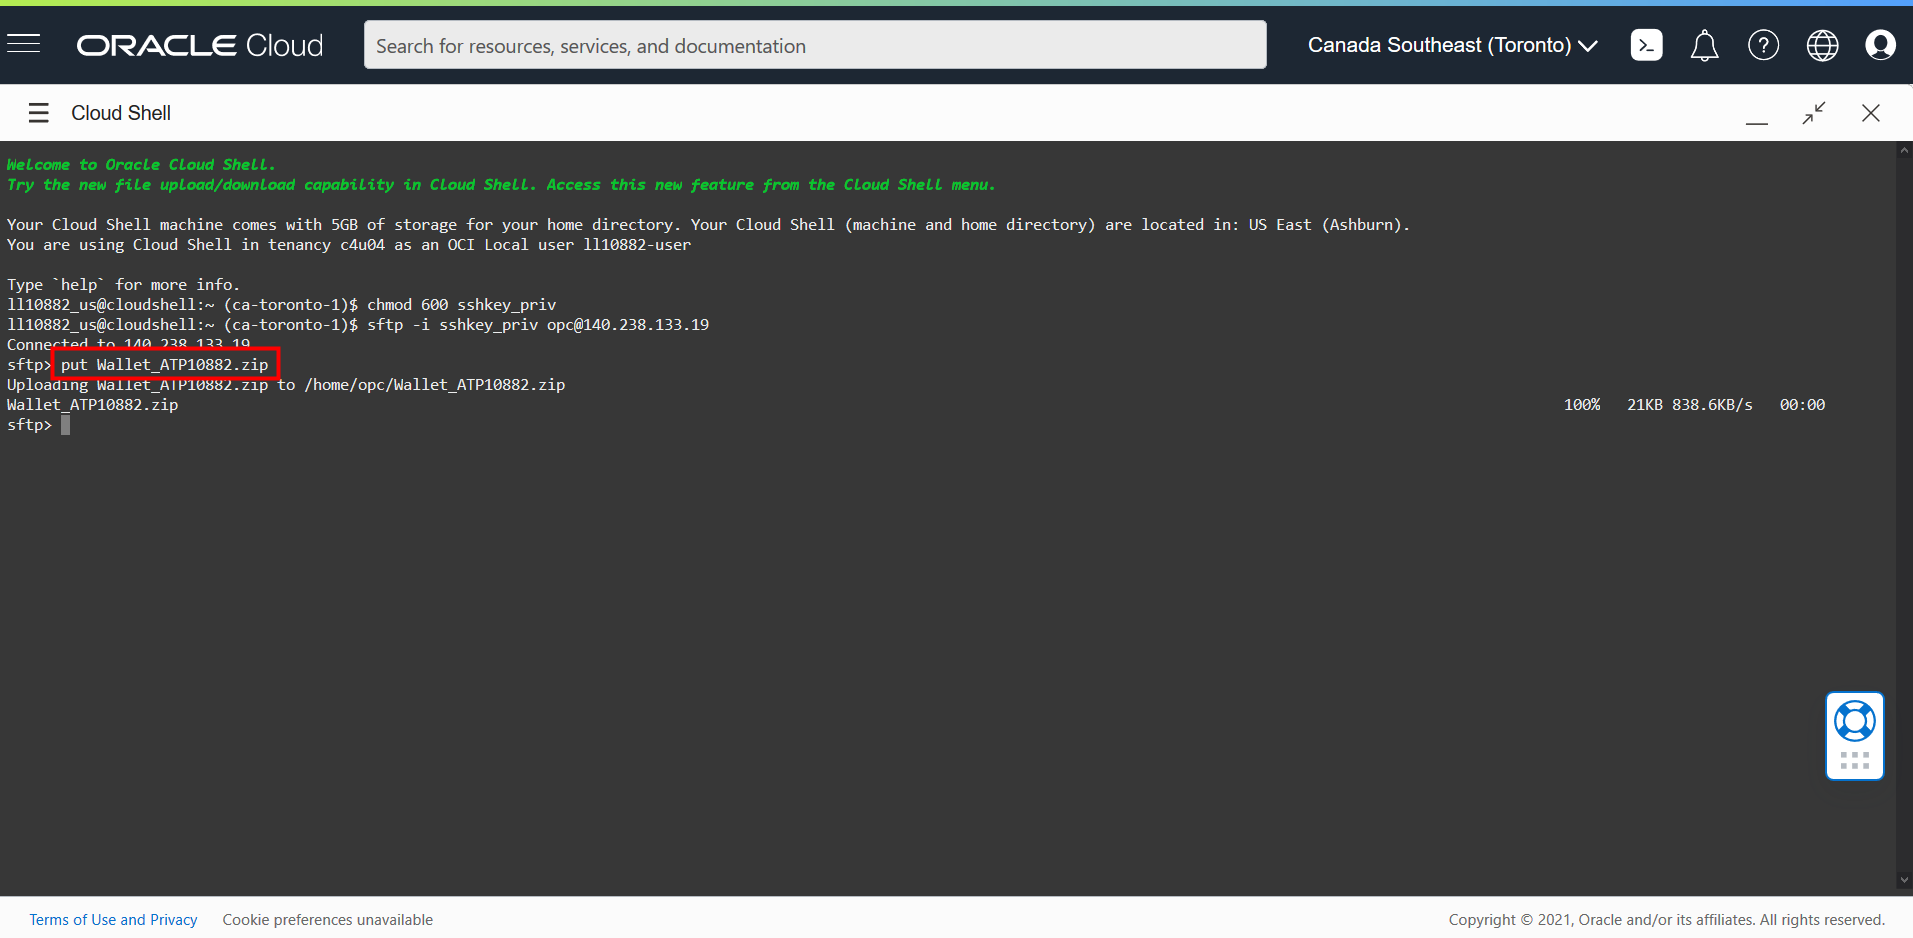 ORACLE Cloud
Search for resources, services, and documentation
Canada Southeast (Toronto)
Cloud Shell
Welcome to Oracle Cloud Shell.
Try the new file upload/download capability in Cloud Shell. Access this new feature from the Cloud Shell menu.
Your Cloud Shell machine comes with 5GB of storage for your home directory. Your Cloud Shell (machine and home directory) are located in: US East (Ashburn).
You are using Cloud Shell in tenancy c4u04 as an OCI Local user ll10882-user
Type `help` for more info.
ll10882_us@cloudshell:~ (ca-toronto-1)$ chmod 600 sshkey_priv
ll10882_us@cloudshell:~ (ca-toronto-1)$ sftp -i sshkey_priv opc@140.238.133.19
Connected to 140.238.133.19
sftp> put Wallet_ATP10882.zip
Uploading Wallet_ATP10882.zip to /home/opc/Wallet_ATP10882.zip
Wallet_ATP10882.zip 100% 21KB 838.6KB/s 00:00
sftp>
Terms of Use and Privacy Cookie preferences unavailable Copyright © 2021, Oracle and/or its affiliates. All rights reserved.